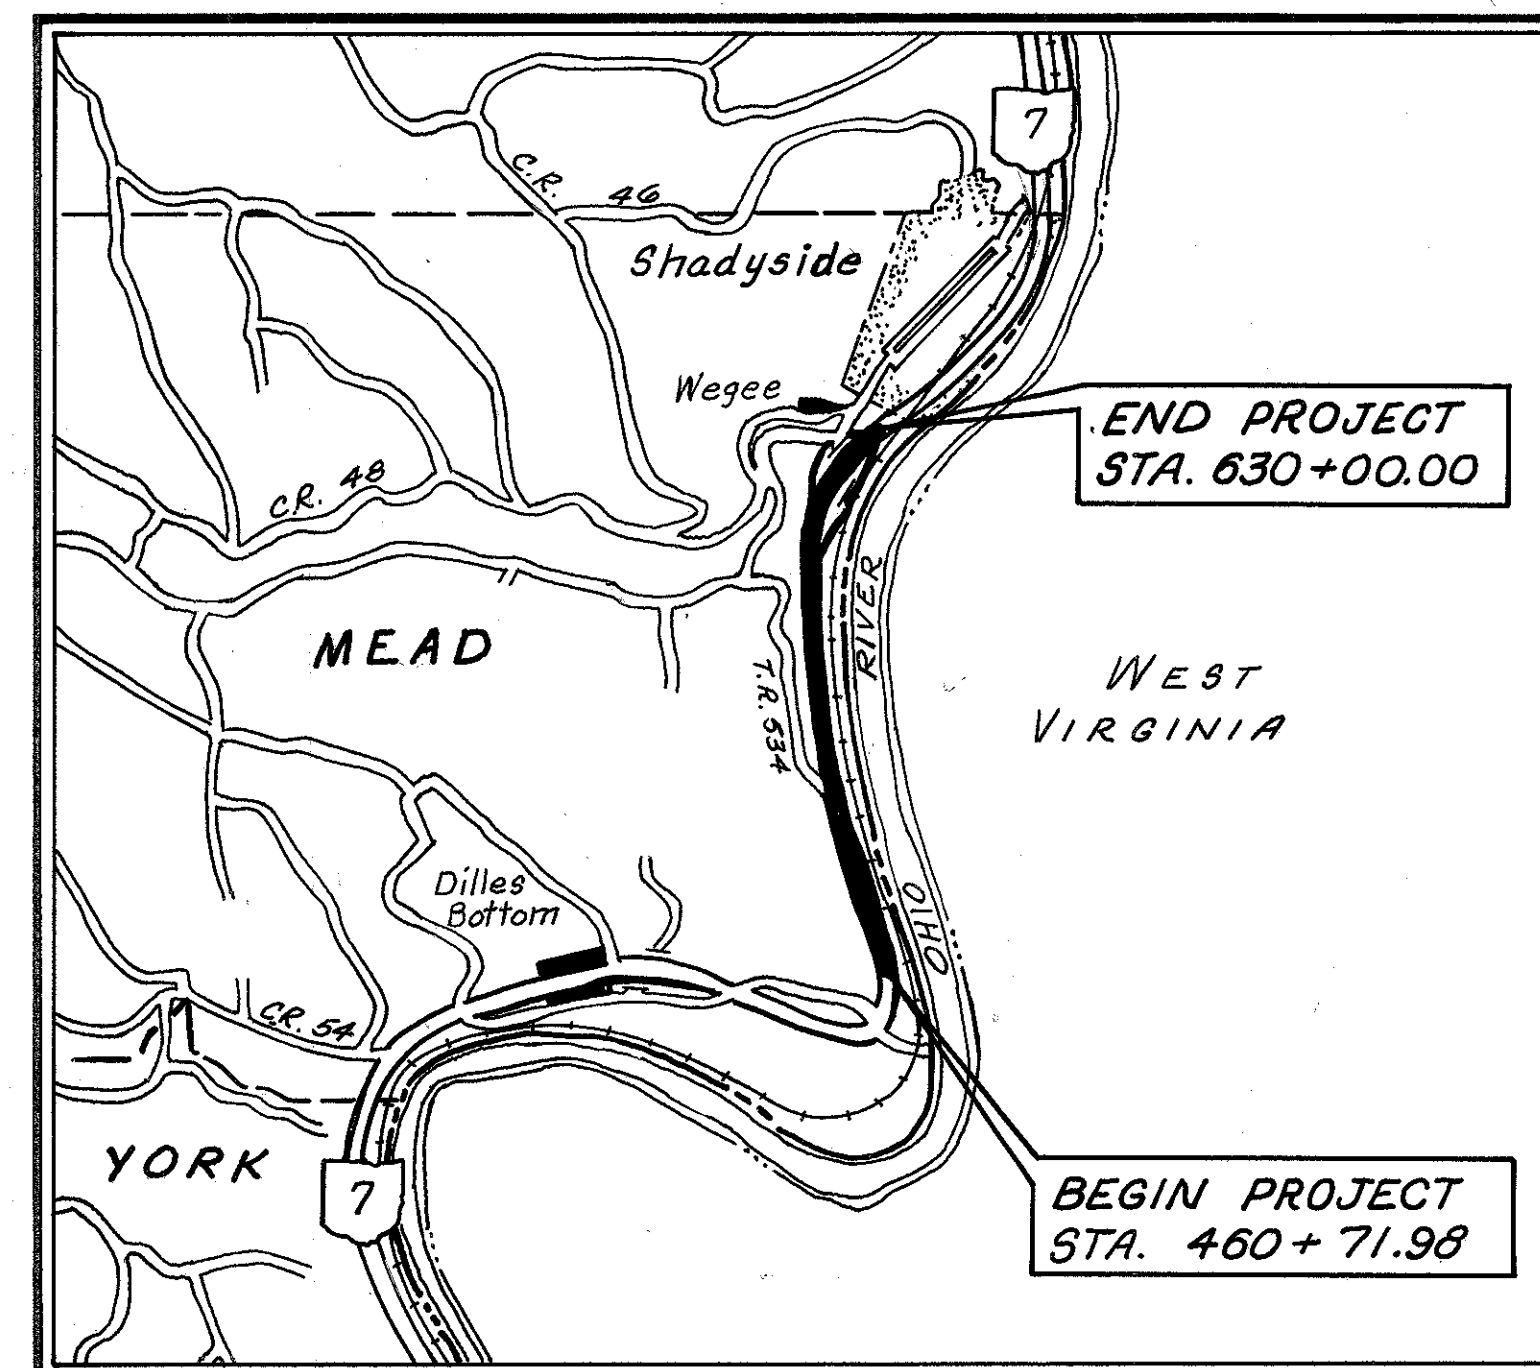 7
C.R. 46
Shadyside
Wegee
END PROJECT
STA. 630+00.00
C.R. 48
RIVER
MEAD
T.R. 534
WEST
VIRGINIA
Dilles
Bottom
OHIO
C.R. 54
YORK
7
BEGIN PROJECT
STA. 460+71.98